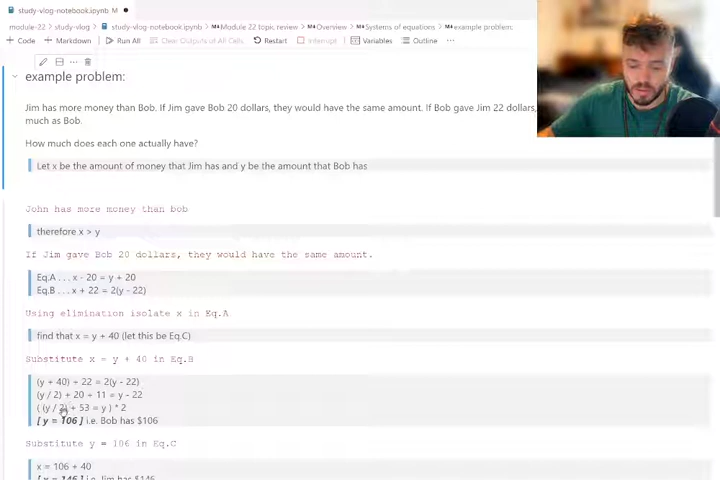 study-vlog-notebook.ipynb M
module-22 > study-vlog > study-vlog-notebook.ipynb > M Module 22 topic review > M Overview > M Systems of equations > M example problem:
+ Code + Markdown Run All Clear Outputs of All Cells Restart Interrupt Variables Outline ...
example problem:
Jim has more money than Bob. If Jim gave Bob 20 dollars, they would have the same amount. If Bob gave Jim 22 dollars,
much as Bob.
How much does each one actually have?
Let x be the amount of money that Jim has and y be the amount that Bob has
John has more money than bob
therefore x > y
If Jim gave Bob 20 dollars, they would have the same amount.
Eq.A . . . x - 20 = y + 20
Eq.B . . . x + 22 = 2(y - 22)
Using elimination isolate x in Eq.A
find that x = y + 40 (let this be Eq.C)
Substitute x = y + 40 in Eq.B
(y + 40) + 22 = 2(y - 22)
(y / 2) + 20 + 11 = y - 22
( (y / 2) + 53 = y ) * 2
[ y = 106 ] i.e. Bob has $106
Substitute y = 106 in Eq.C
x = 106 + 40
[ x = 146 ] i.e. Jim has $146